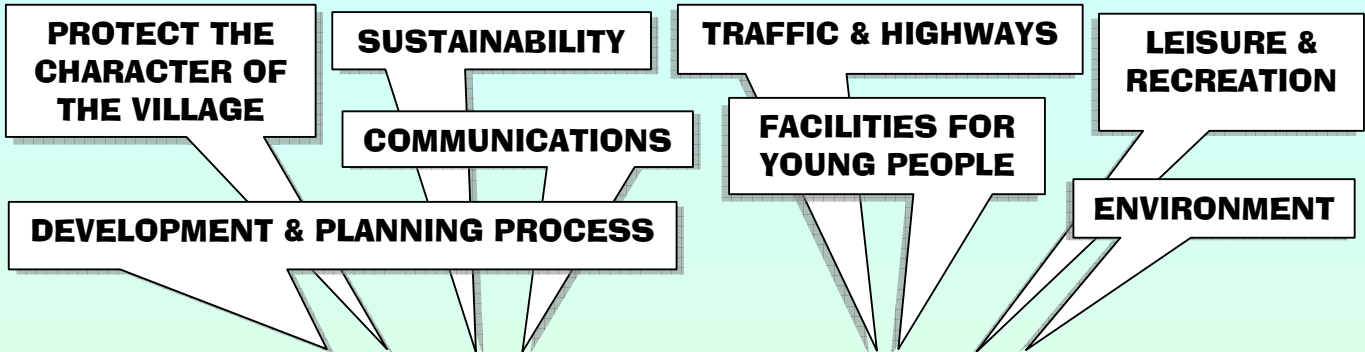 PROTECT THE
CHARACTER OF
THE VILLAGE
SUSTAINABILITY
TRAFFIC & HIGHWAYS
LEISURE &
RECREATION
COMMUNICATIONS
FACILITIES FOR
YOUNG PEOPLE
DEVELOPMENT & PLANNING PROCESS
ENVIRONMENT